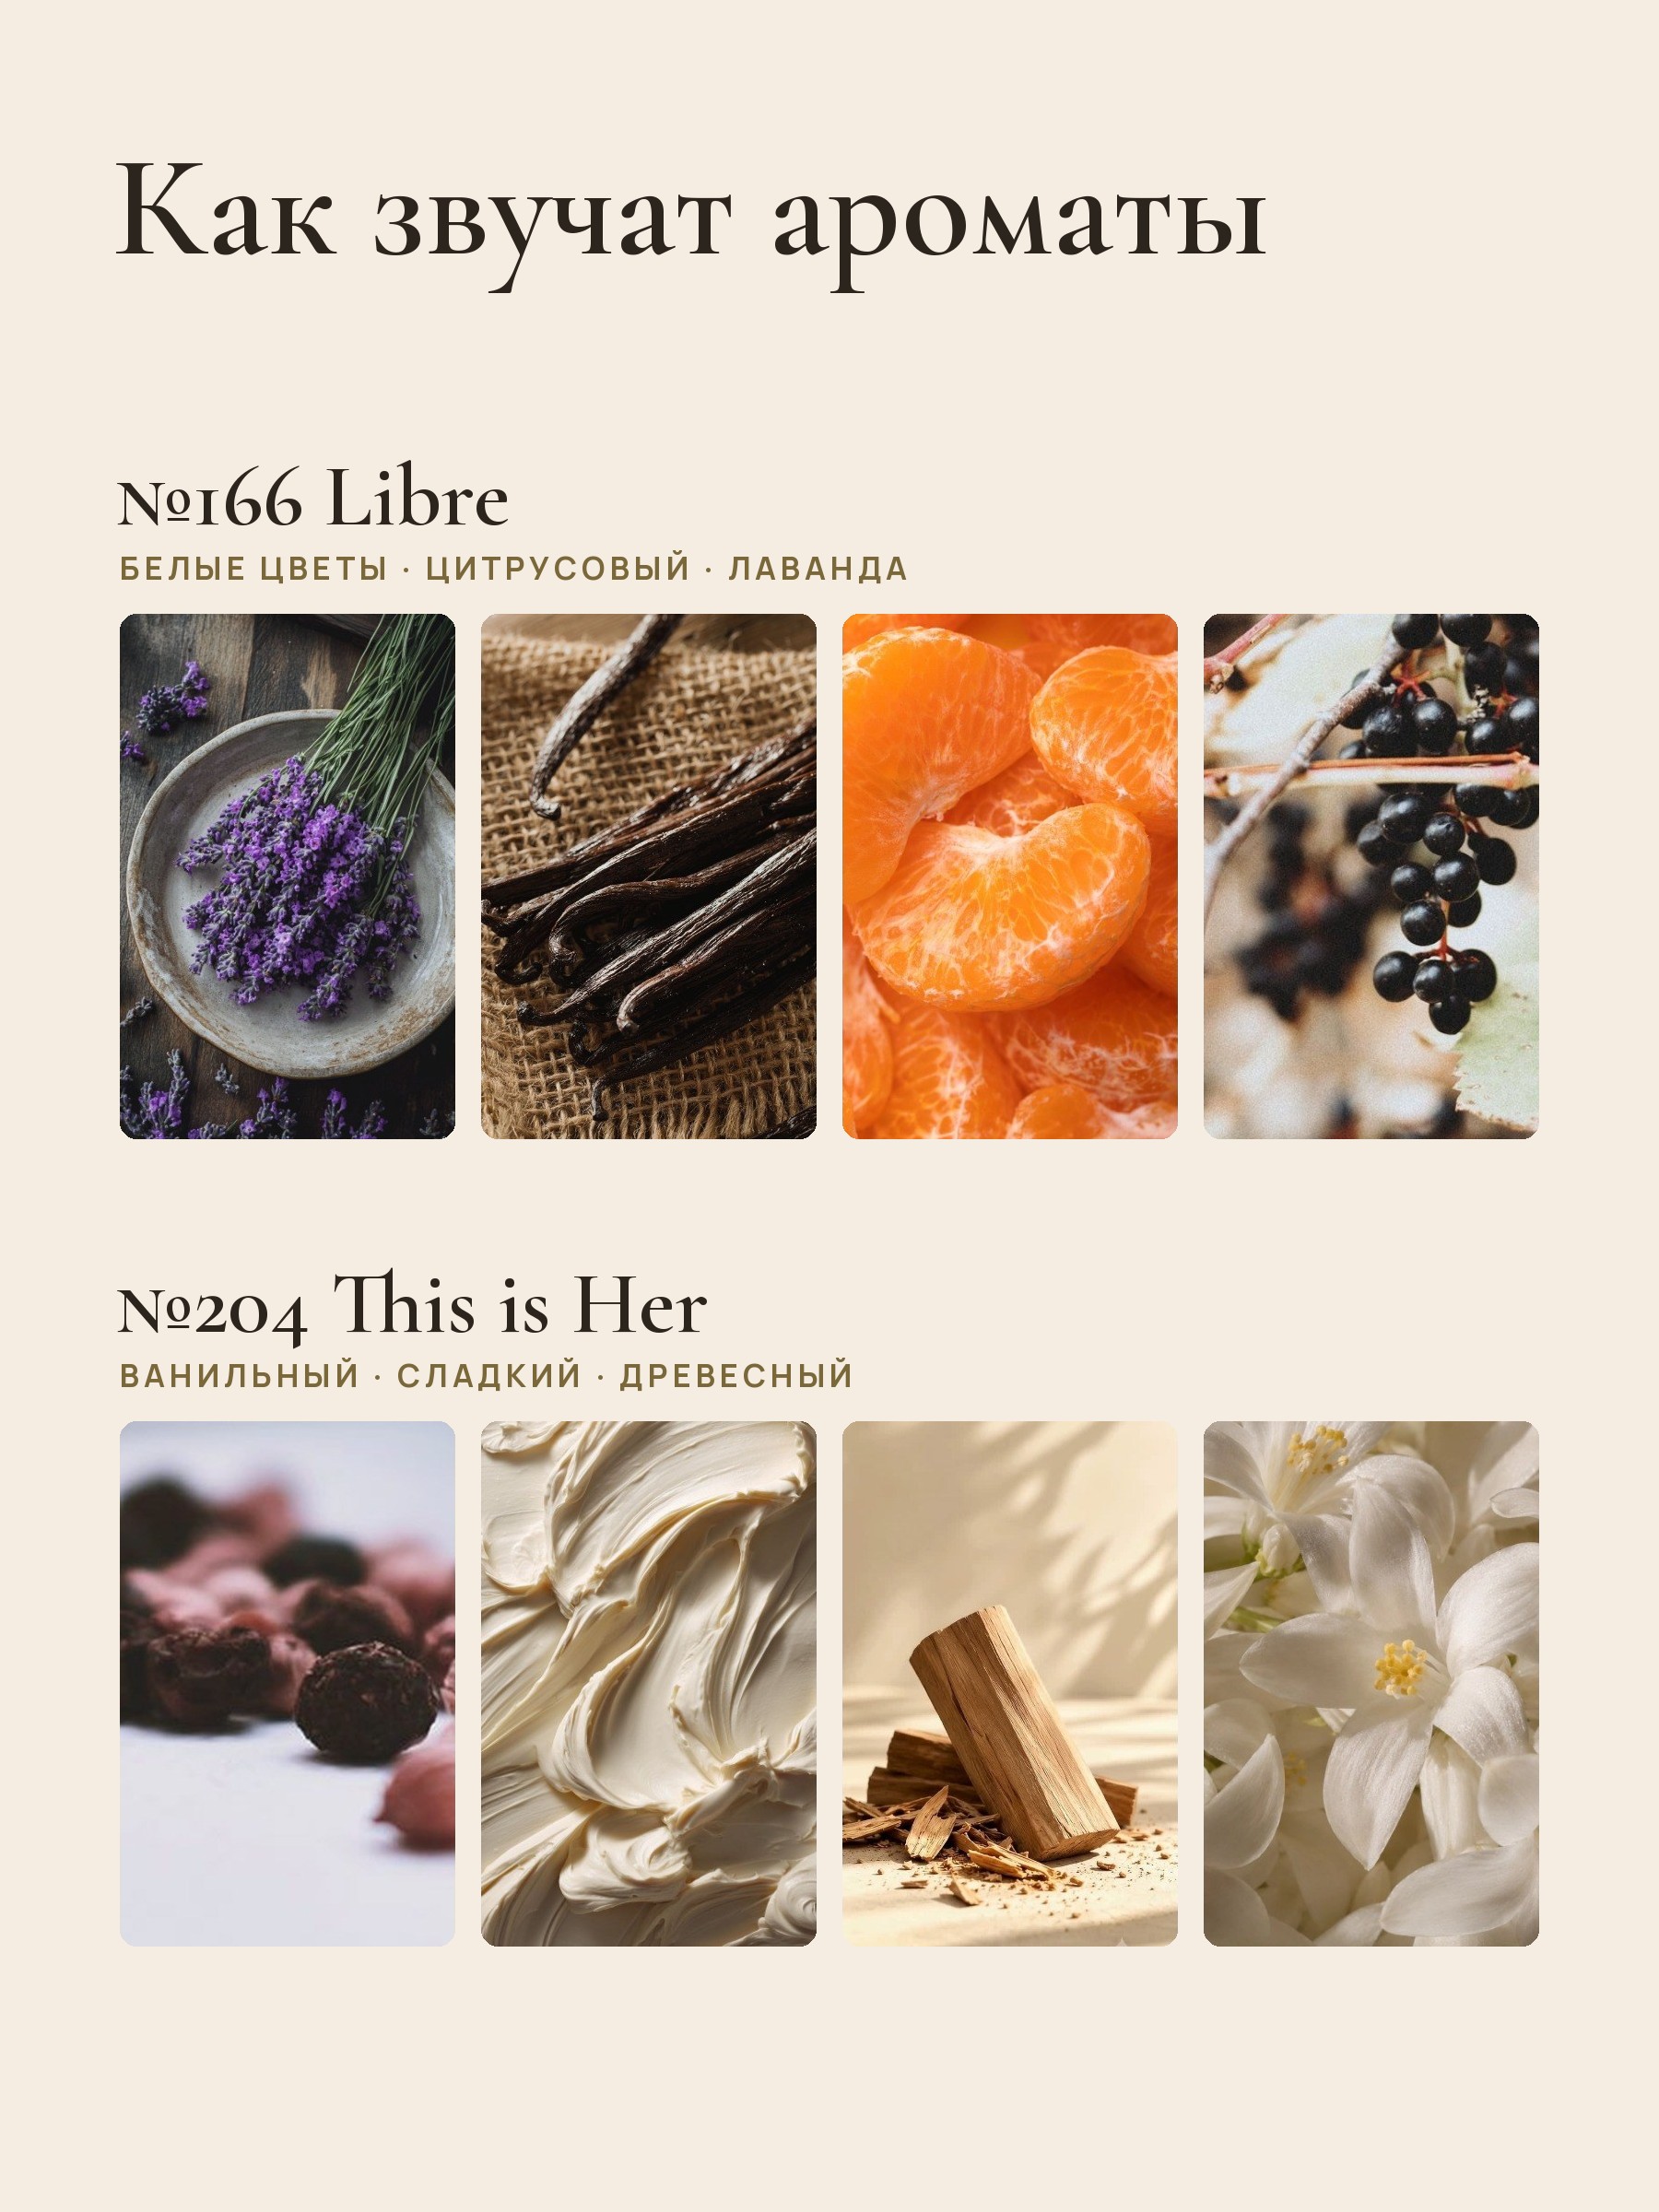 Как звучат ароматы
№166 Libre
БЕЛЫЕ ЦВЕТЫ · ЦИТРУСОВЫЙ · ЛАВАНДА
№204 This is Her
ВАНИЛЬНЫЙ · СЛАДКИЙ · ДРЕВЕСНЫЙ